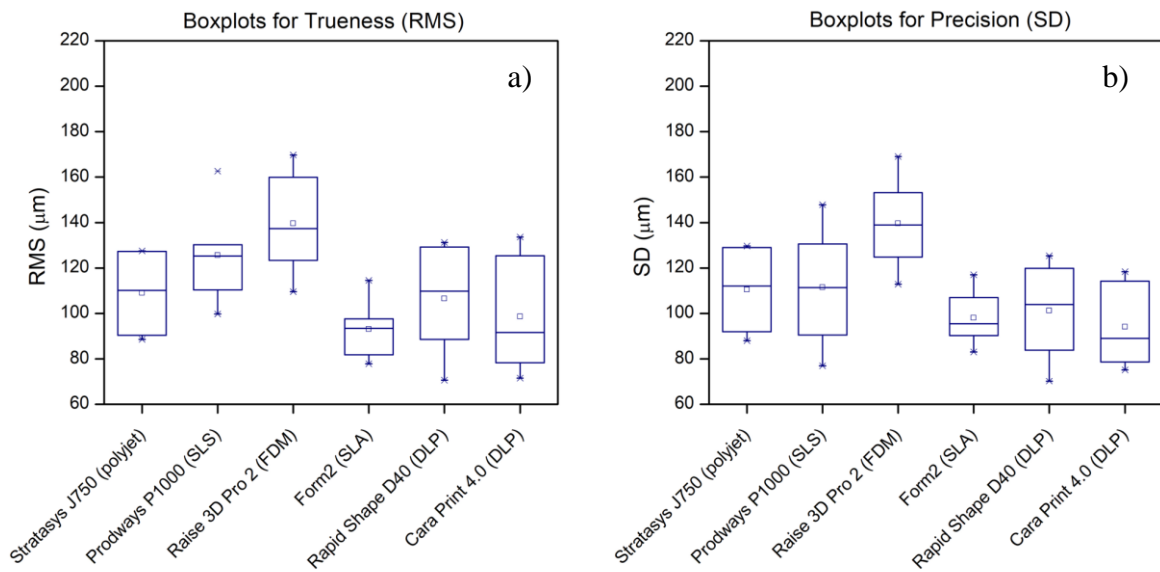 Boxplots for Trueness (RMS)
a)
RMS (μm)
220
200
180
160
140
120
100
80
60
Stratasys J750 (polyjet)
Prodways P1000 (SLS)
Raise 3D Pro 2 (FDM)
Form2 (SLA)
Rapid Shape D40 (DLP)
Cara Print 4.0 (DLP)
Boxplots for Precision (SD)
b)
SD (μm)
220
200
180
160
140
120
100
80
60
Stratasys J750 (polyjet)
Prodways P1000 (SLS)
Raise 3D Pro 2 (FDM)
Form2 (SLA)
Rapid Shape D40 (DLP)
Cara Print 4.0 (DLP)